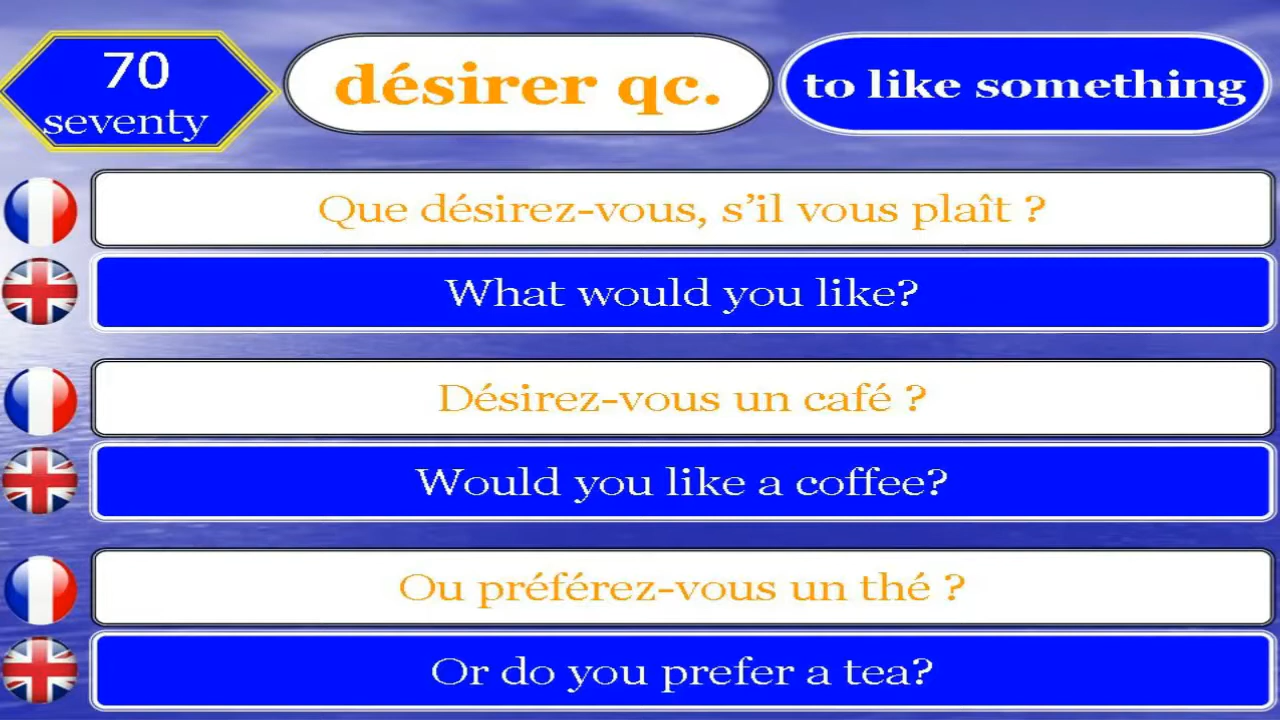 70
seventy
désirer qc.
to like something
Que désirez-vous, s’il vous plaît ?
What would you like?
Désirez-vous un café ?
Would you like a coffee?
Ou préférez-vous un thé ?
Or do you prefer a tea?